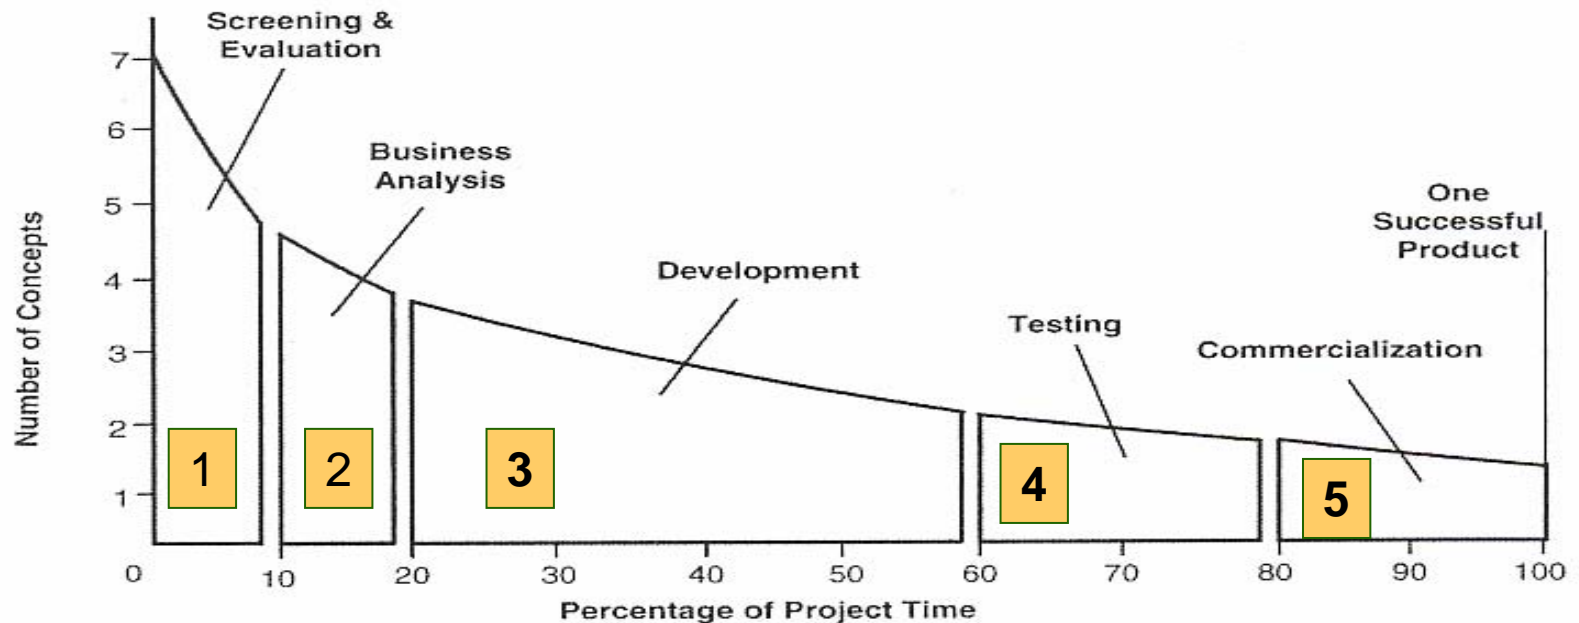 Screening &
Evaluation
Business
Analysis
Development
Testing
Commercialization
One
Successful
Product
Number of Concepts
7
6
5
4
3
2
1
1
2
3
4
5
0 10 20 30 40 50 60 70 80 90 100
Percentage of Project Time